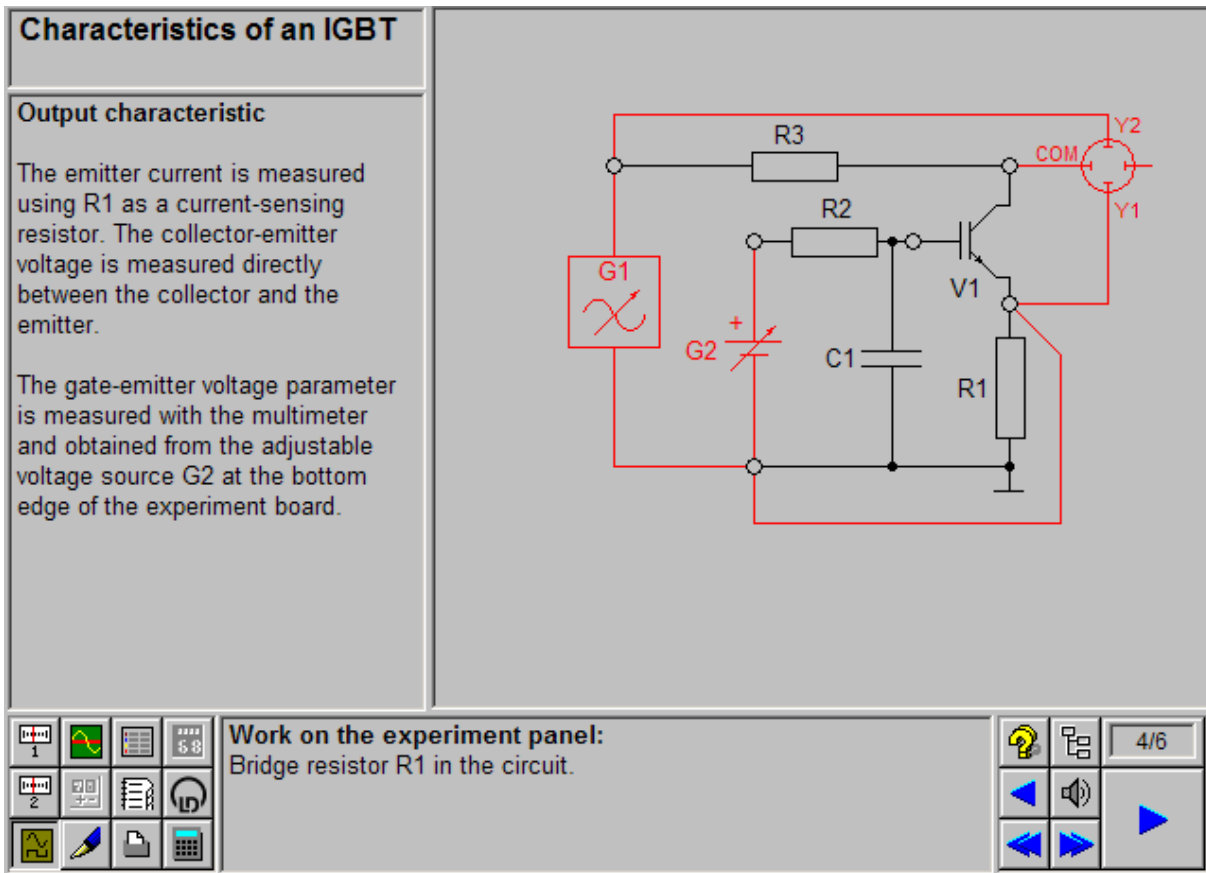 Characteristics of an IGBT
Output characteristic
The emitter current is measured
using R1 as a current-sensing
resistor. The collector-emitter
voltage is measured directly
between the collector and the
emitter.
The gate-emitter voltage parameter
is measured with the multimeter
and obtained from the adjustable
voltage source G2 at the bottom
edge of the experiment board.
Y2
R3
COM
R2
Y1
G1
V1
+
G2
C1
R1
1
68
2
LD
Work on the experiment panel:
Bridge resistor R1 in the circuit.
4/6